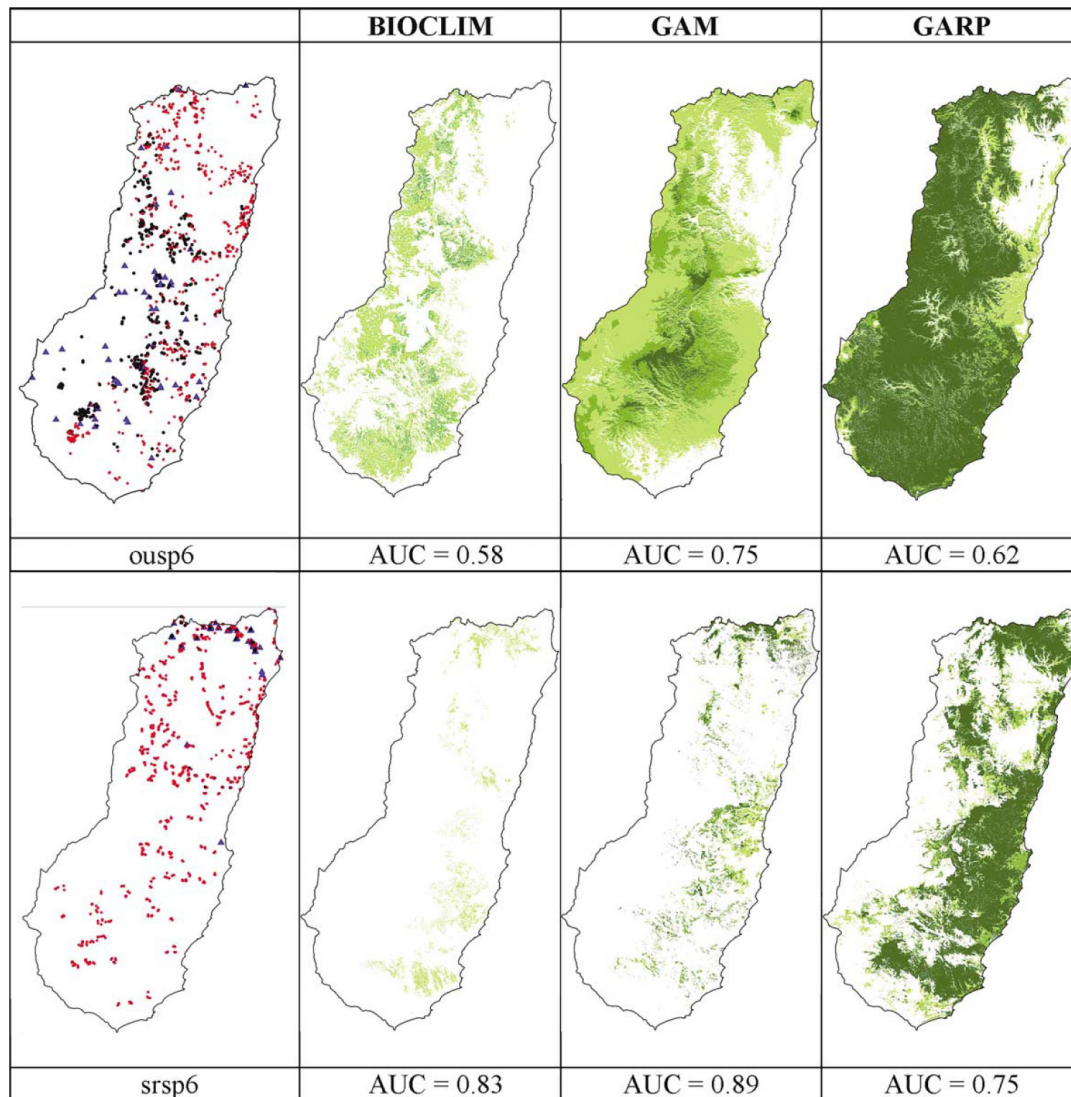 BIOCLIM GAM GARP
ousp6 AUC = 0.58 AUC = 0.75 AUC = 0.62
srsp6 AUC = 0.83 AUC = 0.89 AUC = 0.75